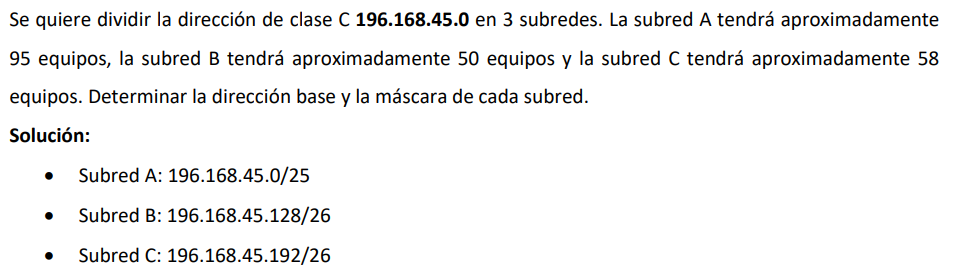 Se quiere dividir la dirección de clase C 196.168.45.0 en 3 subredes. La subred A tendrá aproximadamente
95 equipos, la subred B tendrá aproximadamente 50 equipos y la subred C tendrá aproximadamente 58
equipos. Determinar la dirección base y la máscara de cada subred.
Solución:
• Subred A: 196.168.45.0/25
• Subred B: 196.168.45.128/26
• Subred C: 196.168.45.192/26